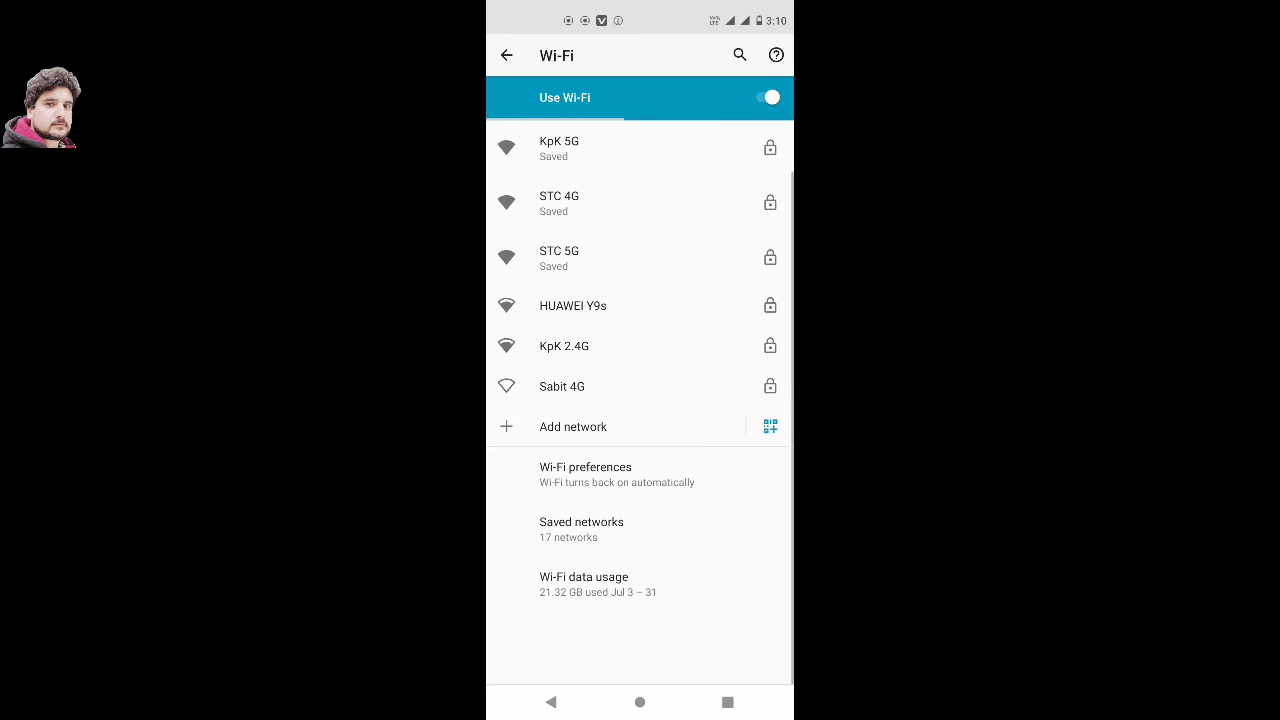 3:10
Wi-Fi
Use Wi-Fi
KpK 5G
Saved
STC 4G
Saved
STC 5G
Saved
HUAWEI Y9s
KpK 2.4G
Sabit 4G
Add network
Wi-Fi preferences
Wi-Fi turns back on automatically
Saved networks
17 networks
Wi-Fi data usage
21.32 GB used Jul 3 – 31